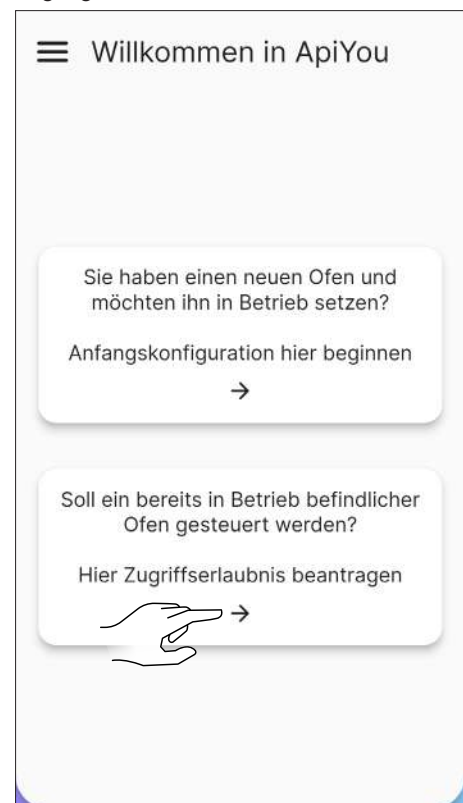 Willkommen in ApiYou
Sie haben einen neuen Ofen und
möchten ihn in Betrieb setzen?
Anfangskonfiguration hier beginnen
Soll ein bereits in Betrieb befindlicher
Ofen gesteuert werden?
Hier Zugriffserlaubnis beantragen